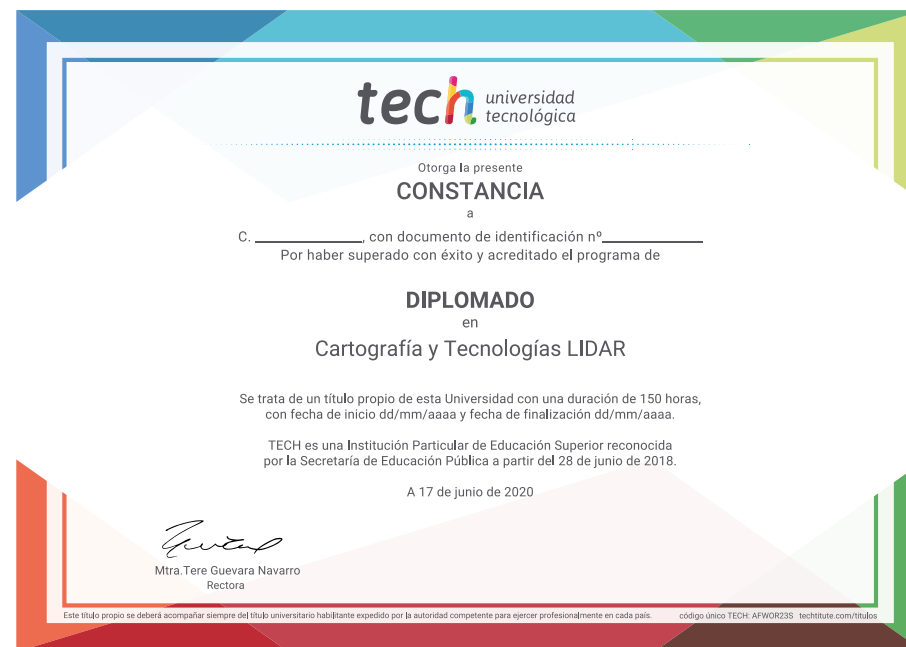 tech universidad
tecnológica
Otorga la presente
CONSTANCIA
a
C. ______________, con documento de identificación nº______________
Por haber superado con éxito y acreditado el programa de
DIPLOMADO
en
Cartografía y Tecnologías LIDAR
Se trata de un título propio de esta Universidad con una duración de 150 horas,
con fecha de inicio dd/mm/aaaa y fecha de finalización dd/mm/aaaa.
TECH es una Institución Particular de Educación Superior reconocida
por la Secretaría de Educación Pública a partir del 28 de junio de 2018.
A 17 de junio de 2020
Mtra.Tere Guevara Navarro
Rectora
Este título propio se deberá acompañar siempre del título universitario habilitante expedido por la autoridad competente para ejercer profesionalmente en cada país. código único TECH: AFWOR23S techtitute.com/titulos